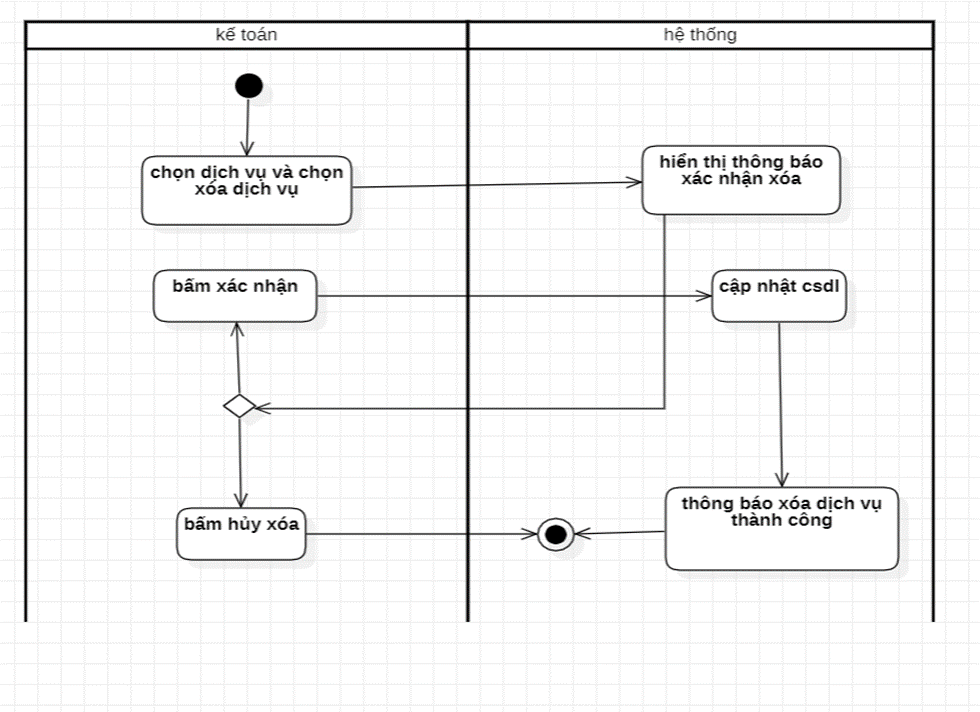 kế toán
hệ thống
chọn dịch vụ và chọn
xóa dịch vụ
hiển thị thông báo
xác nhận xóa
bấm xác nhận
cập nhật csdl
bấm hủy xóa
thông báo xóa dịch vụ
thành công